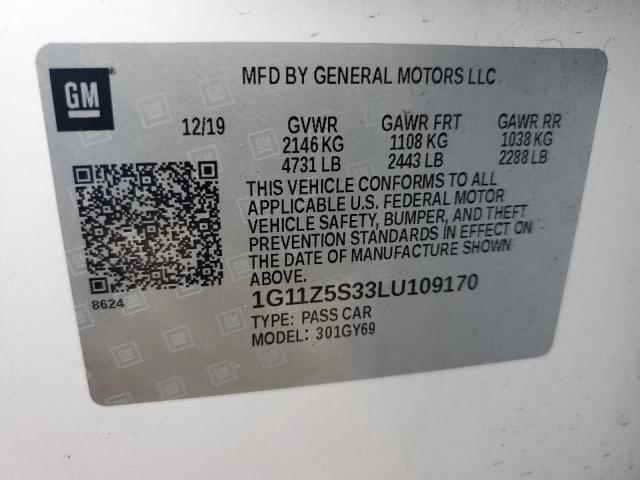 GM
MFD BY GENERAL MOTORS LLC
12/19 GVWR GAWR FRT GAWR RR
2146 KG 1108 KG 1038 KG
4731 LB 2443 LB 2288 LB
THIS VEHICLE CONFORMS TO ALL
APPLICABLE U.S. FEDERAL MOTOR
VEHICLE SAFETY, BUMPER, AND THEFT
PREVENTION STANDARDS IN EFFECT ON
THE DATE OF MANUFACTURE SHOWN
ABOVE.
8624
1G11Z5S33LU109170
TYPE: PASS CAR
MODEL: 301GY69